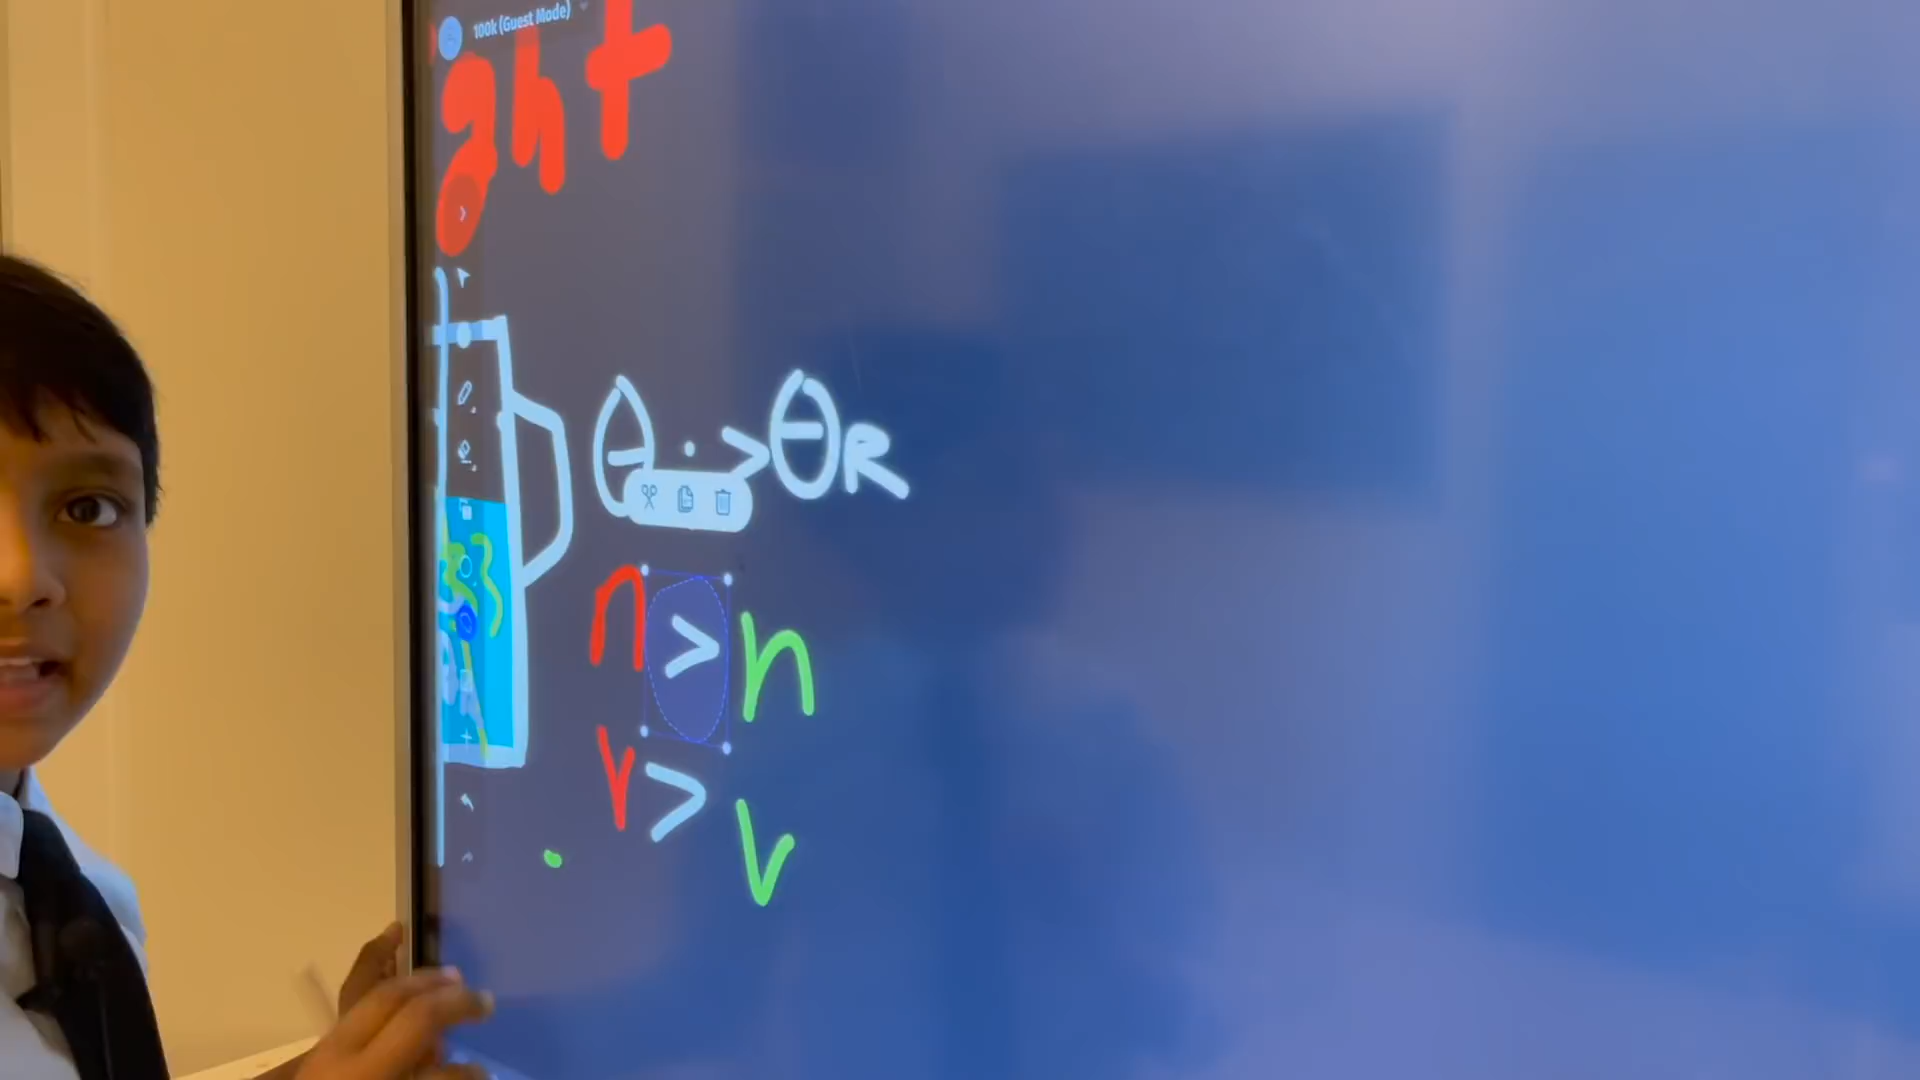 100k (Guest Mode)
ght
θ. > θR
n > n
v > v